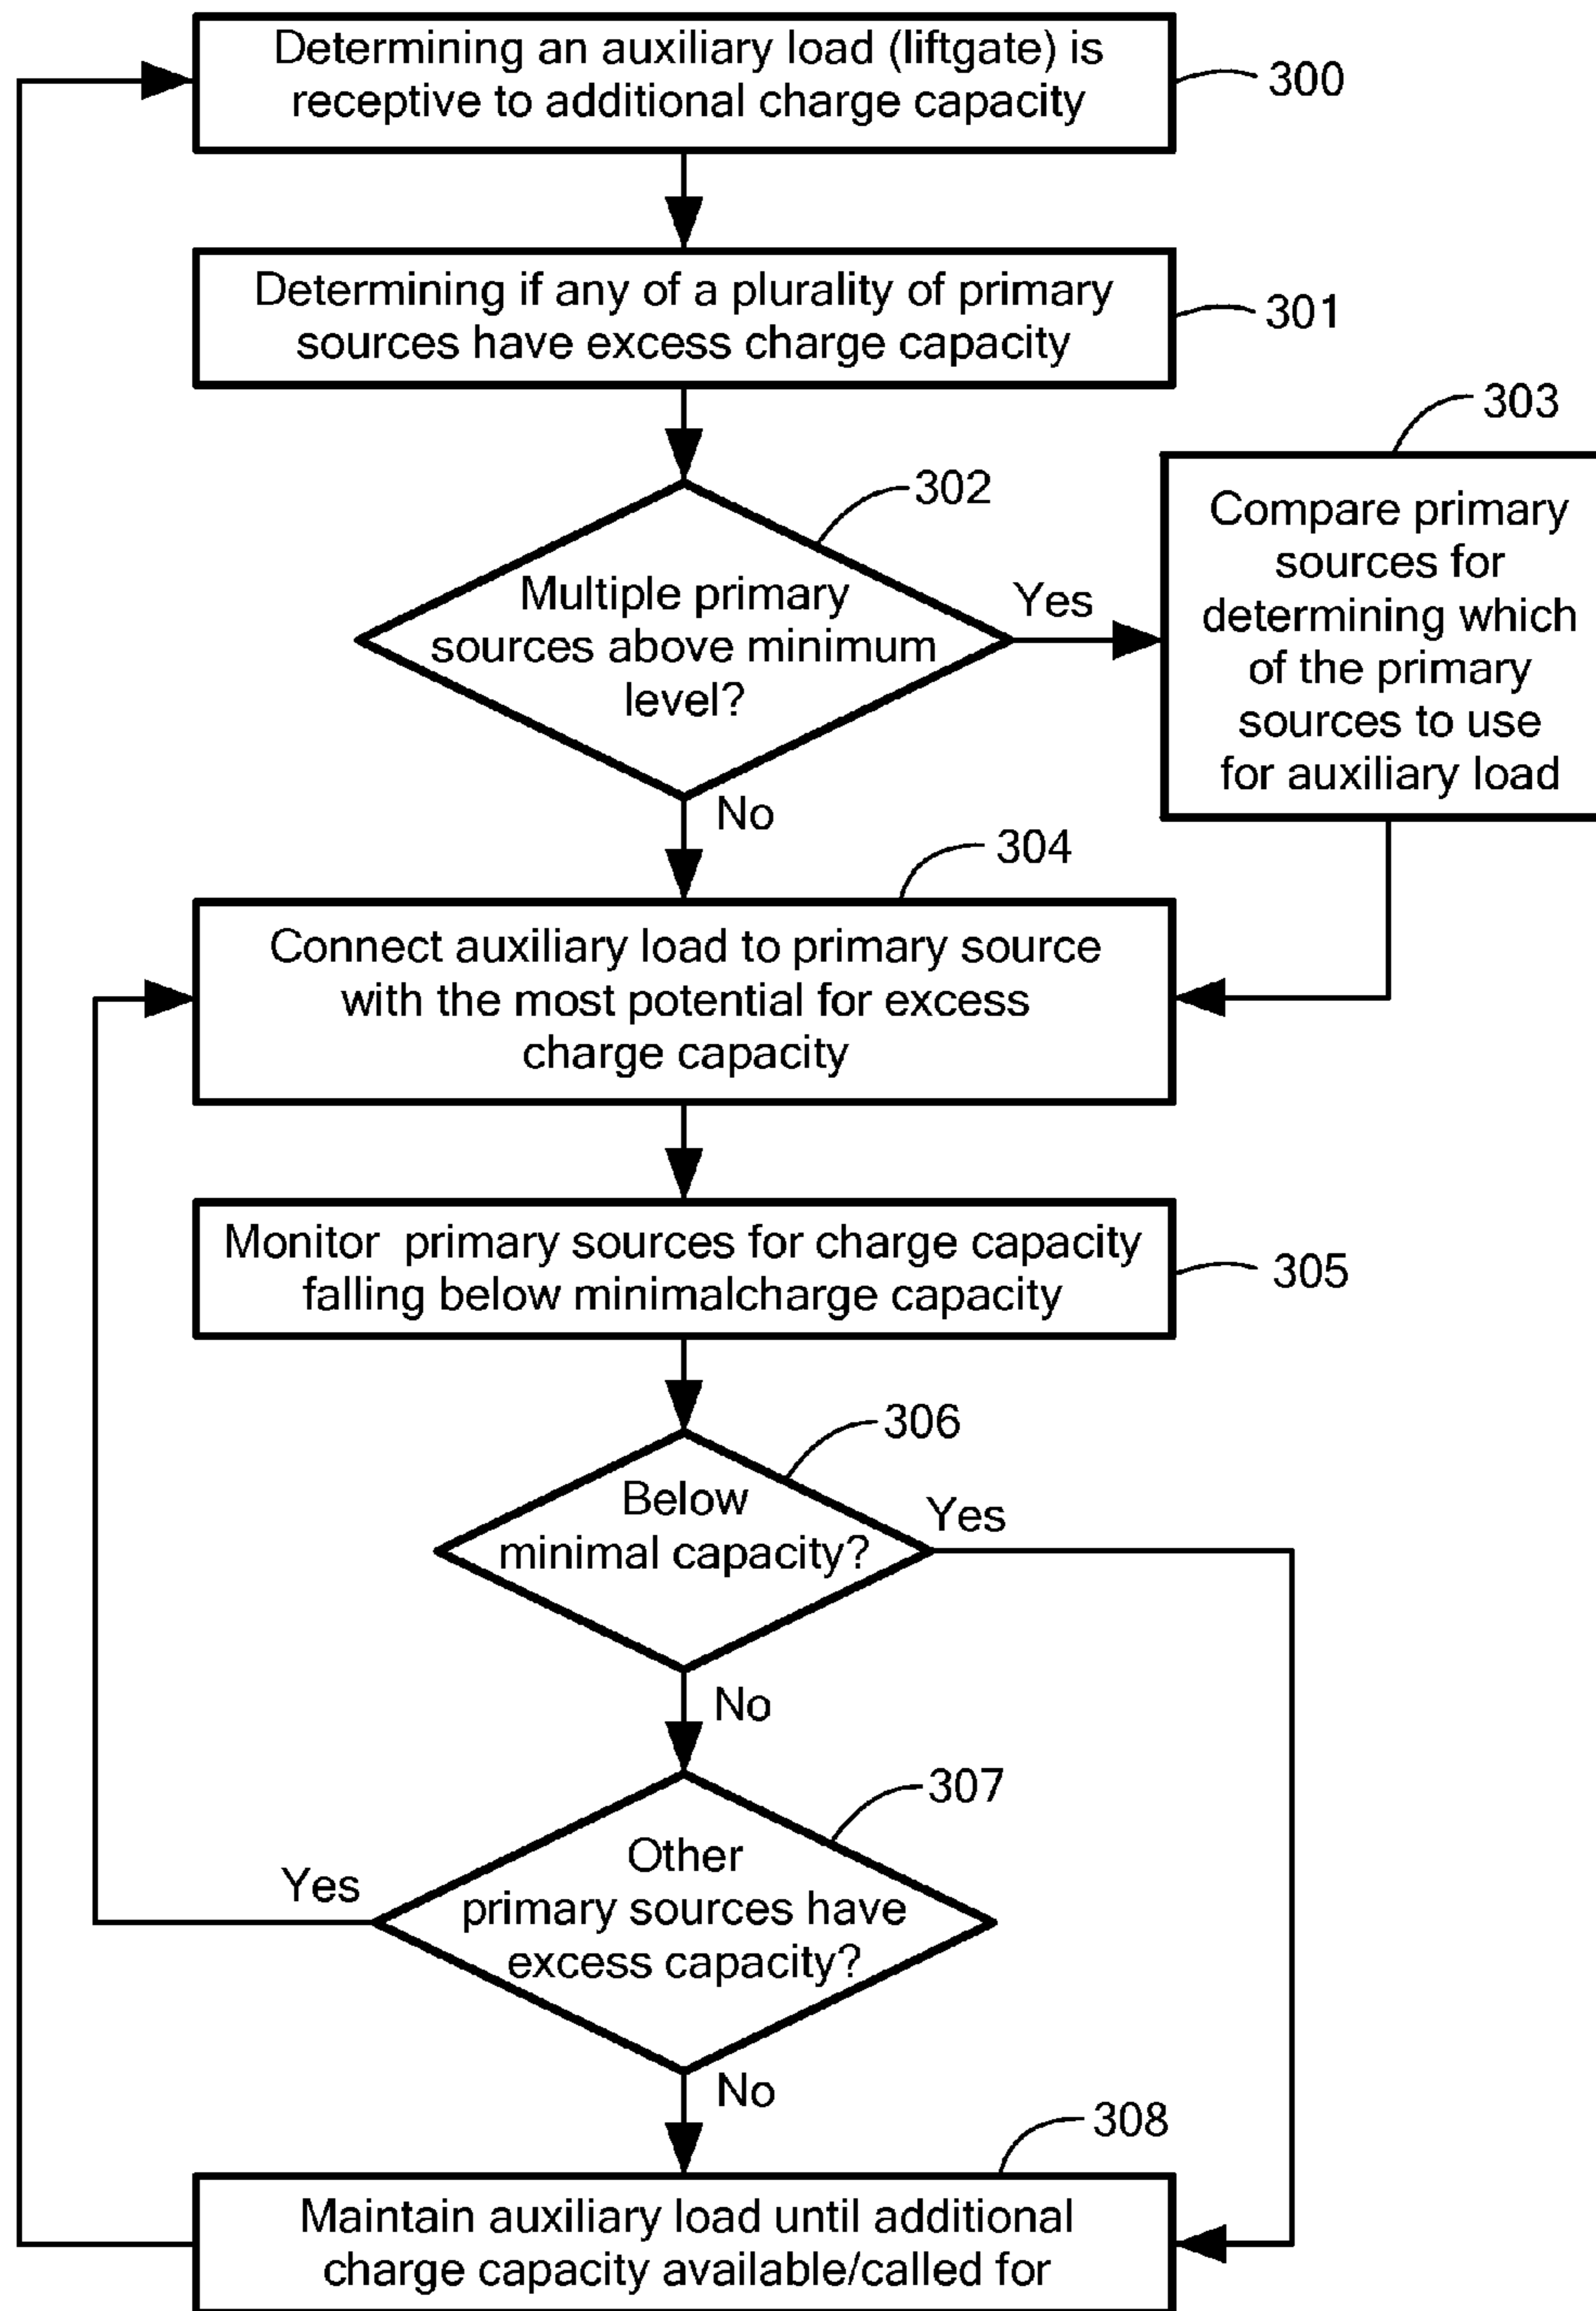 Determining an auxiliary load (liftgate) is
receptive to additional charge capacity
300
Determining if any of a plurality of primary
sources have excess charge capacity
301
303
302
Multiple primary
sources above minimum
level?
Yes
Compare primary
sources for
determining which
of the primary
sources to use
for auxiliary load
No
304
Connect auxiliary load to primary source
with the most potential for excess
charge capacity
Monitor primary sources for charge capacity
falling below minimalcharge capacity
305
306
Below
minimal capacity?
Yes
No
307
Other
primary sources have
excess capacity?
Yes
No
308
Maintain auxiliary load until additional
charge capacity available/called for